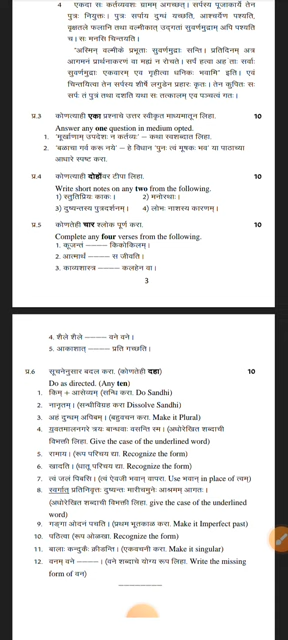 4 एकदा सः कर्तव्यवशः ग्रामम् अगच्छत्। सर्पस्य पूजाकार्ये तेन
पुत्रः नियुक्तः। पुत्रः सर्पाय दुग्धं यच्छति, आश्चर्येण पश्यति,
वृक्षतले फलानि तथा वल्मीकात् उद्गतां सुवर्णमुद्राम् अपि पश्यति
च। सः मनसि चिन्तयति।
"अस्मिन् वल्मीके प्रभूताः सुवर्णमुद्राः सन्ति। प्रतिदिनम् अत्र
आगमनं प्रार्थनाकरणं वा मह्यं न रोचते। सर्पं हत्वा अहं ताः सर्वाः
सुवर्णमुद्राः एकवारम् एव गृहीत्वा धनिकः भवामि" इति। एवं
चिन्तयित्वा तेन सर्पस्य शीर्षे लगुडेन प्रहारः कृतः। तेन कुपितः सः
सर्पः तं पुत्रं तथा दशति यथा सः तत्कालम् एव पञ्चत्वं गतः।
प्र.3 कोणत्याही एका प्रश्नाचे उत्तर स्वीकृत माध्यमातून लिहा. 10
Answer any one question in medium opted.
1. 'मूर्खाणाम् उपदेशः न कर्तव्यः' – कथा स्वशब्दात लिहा.
2. 'बळाचा गर्व करू नये' – हे विधान 'पुनः त्वं मूषकः भव' या पाठाच्या
आधारे स्पष्ट करा.
प्र.4 कोणत्याही दोहोंवर टीपा लिहा. 10
Write short notes on any two from the following.
1) स्तुतिप्रियः काकः। 2) मनोरथाः।
3) दुष्यन्तस्य पुत्रदर्शनम्। 4) लोभः नाशस्य कारणम्।
प्र.5 कोणतेही चार श्लोक पूर्ण करा. 10
Complete any four verses from the following.
1. कूजन्तं ———— किकोकिलम्।
2. आत्मार्थं ———— स जीवति।
3. काव्यशास्त्र ———— कलहेन वा।
3
4. शैले शैले ———— वने वने।
5. आकाशात् ———— प्रति गच्छति।
प्र.6 सूचनेनुसार बदल करा. (कोणतेही दहा) 10
Do as directed. (Any ten)
1. किम् + आसेव्यम् (सन्धि करा. Do Sandhi)
2. नानृतम्। (सन्धीविग्रह करा Dissolve Sandhi)
3. अहं दुग्धम् अपिबम्। (बहुवचन करा. Make it Plural)
4. गुवतमालनगरे त्रयः बान्धवाः वसन्ति स्म। (अधोरेखित शब्दाची
विभक्ती लिहा. Give the case of the underlined word)
5. रामाय। (रूप परिचय द्या. Recognize the form)
6. खादति। (धातू परिचय द्या. Recognize the form)
7. त्वं जलं पिबसि। (त्वं ऐवजी भवान् वापरा. Use भवान् in place of त्वम्)
8. स्वर्गात् प्रतिनिवृत्तः दुष्यन्तः मारीचमुनेः आश्रमम् आगतः।
(अधोरेखित शब्दाची विभक्ती लिहा. give the case of the underlined
word)
9. गङ्गा ओदनं पचति। (प्रथम भूतकाळ करा. Make it Imperfect past)
10. पठित्वा। (रूप ओळखा. Recognize the form)
11. बालाः कन्दुकैः क्रीडन्ति। (एकवचनी करा. Make it singular)
12. वनम् वने ————। (वने शब्दाचे योग्य रूप लिहा. Write the missing
form of वन)
————————